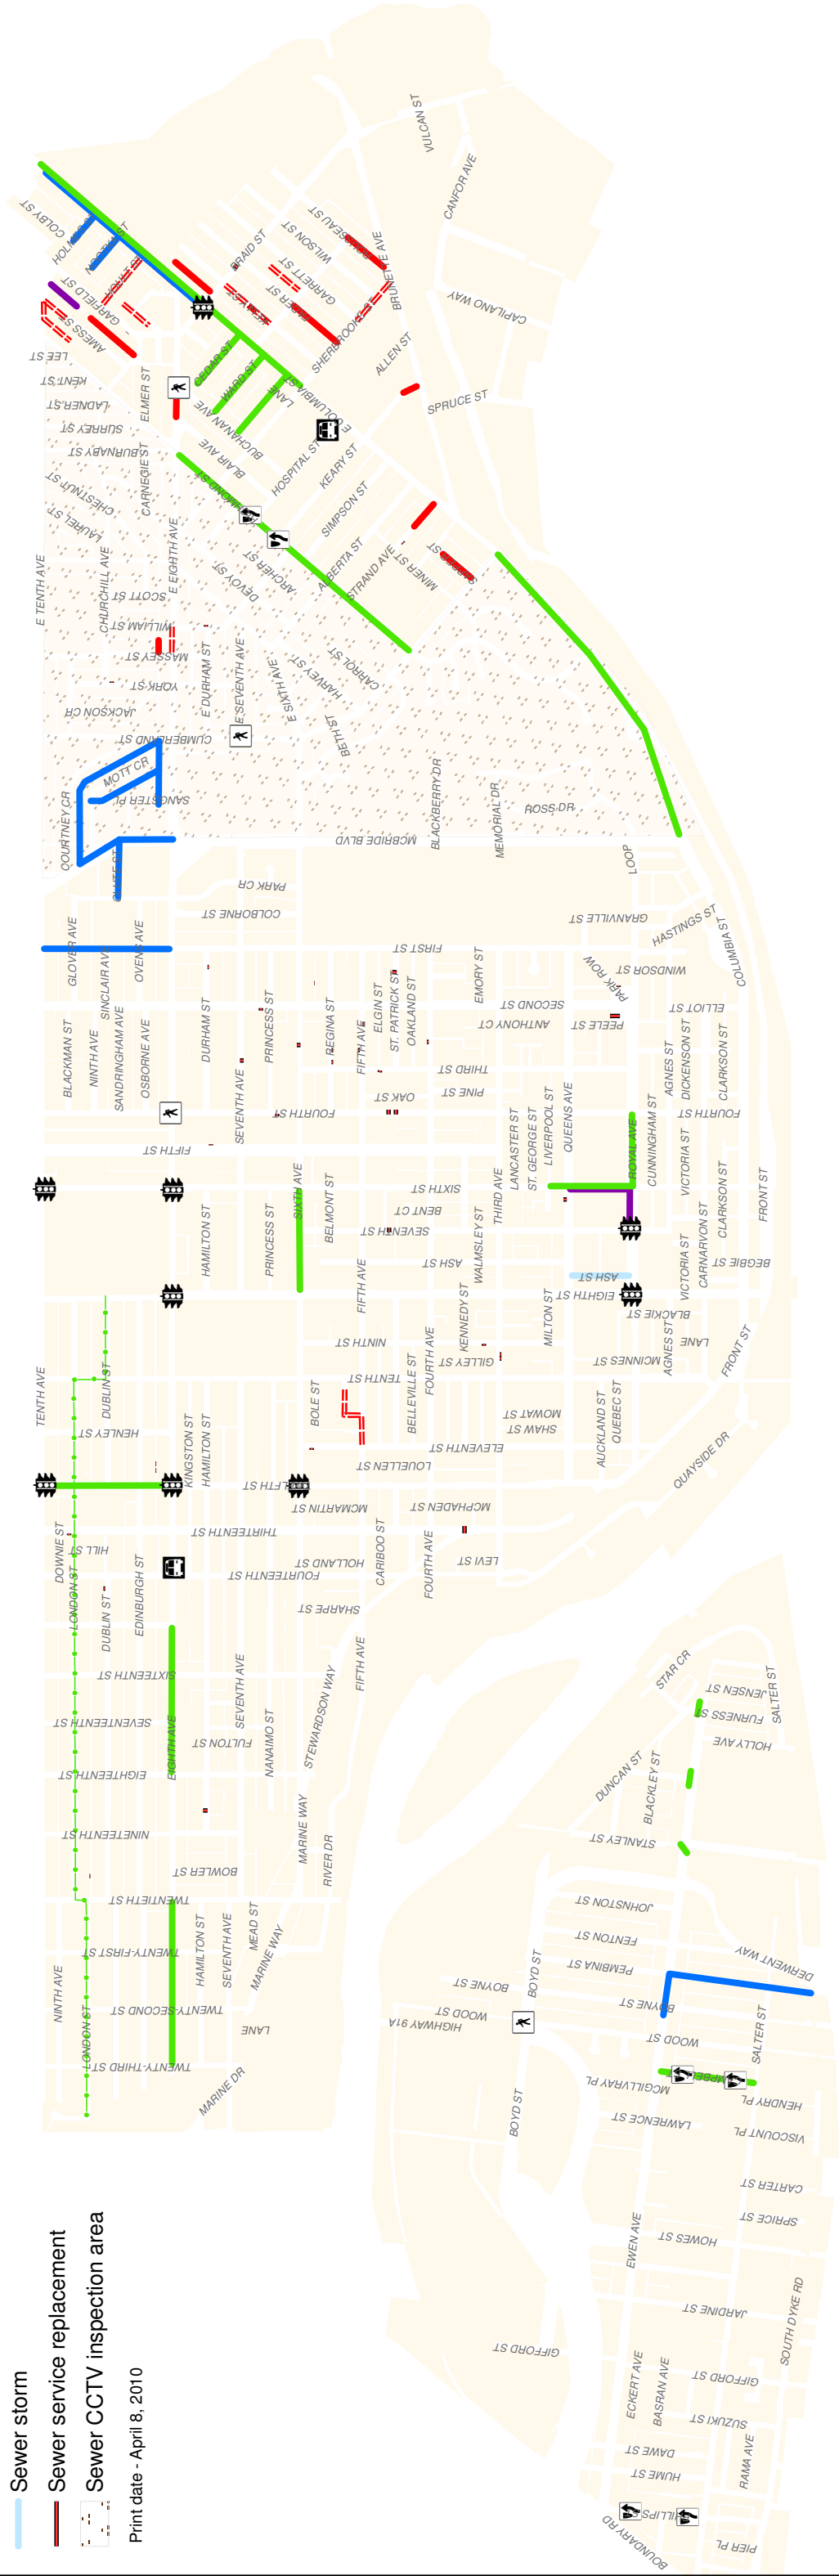 VULCAN ST
CANFOR AVE
COLBY ST
BRAID ST
WILSON ST
GARRETT ST
GARFIELD ST
AMESS ST
BRUNETTE AVE
CAPILANO WAY
SHERBROOKE ST
ALLEN ST
SPRUCE ST
LEE ST
KENT ST
LADNER ST
SURREY ST
BURNABY ST
CHESTNUT ST
LAUREL ST
ELMER ST
CARNEGIE ST
CEDAR ST
WARD ST
LANE
E COLUMBIA ST
BUCHANAN AVE
BLAIR AVE
HOSPITAL ST
KEARY ST
SIMPSON ST
ALBERTA ST
STRAND AVE
MINER ST
ARCHER ST
DEVOY ST
E TENTH AVE
CHURCHILL AVE
E EIGHTH AVE
SCOTT ST
WILLIAM ST
MASSEY ST
YORK ST
JACKSON CR
CUMBERLAND ST
E DURHAM ST
E SEVENTH AVE
E SIXTH AVE
HARVEY ST
CARROL ST
BETH ST
MOTT CR
SANGSTER PL
COURTNEY CR
BLACKBERRY DR
MEMORIAL DR
ROSS DR
MCBRIDE BLVD
LOOP
PARK CR
COLBORNE ST
GRANVILLE ST
HASTINGS ST
COLUMBIA ST
GLOVER AVE
SINCLAIR AVE
OVENS AVE
FIRST ST
EMORY ST
WINDSOR ST
PARK ROW
SECOND ST
ELLIOT ST
ANTHONY CT
PEELE ST
BLACKMAN ST
NINTH AVE
SANDRINGHAM AVE
OSBORNE AVE
DURHAM ST
PRINCESS ST
REGINA ST
FIFTH AVE
ELGIN ST
ST. PATRICK ST
OAKLAND ST
SEVENTH AVE
THIRD ST
PINE ST
OAK ST
FOURTH ST
FIFTH ST
AGNES ST
DICKENSON ST
CLARKSON ST
FOURTH ST
LANCASTER ST
ST. GEORGE ST
LIVERPOOL ST
QUEENS AVE
ROYAL AVE
CUNNINGHAM ST
VICTORIA ST
CLARKSON ST
FRONT ST
SIXTH AVE
BELMONT ST
SIXTH ST
BENT CT
SEVENTH ST
THIRD AVE
WALMSLEY ST
ASH ST
HAMILTON ST
PRINCESS ST
FIFTH AVE
ASH ST
EIGHTH ST
VICTORIA ST
CARNARVON ST
BEGBIE ST
BLACKIE ST
LANE
AGNES ST
FRONT ST
KENNEDY ST
MILTON ST
NINTH ST
FOURTH AVE
GILLEY ST
MCINNES ST
TENTH ST
TENTH AVE
DUBLIN ST
HENLEY ST
KINGSTON ST
HAMILTON ST
BOLE ST
BELLEVILLE ST
MOWAT ST
SHAW ST
AUCKLAND ST
QUEBEC ST
ELEVENTH ST
LOUELLEN ST
QUAYSIDE DR
MCMARTIN ST
MCPHADEN ST
THIRTEENTH ST
DOWNIE ST
HILL ST
LONDON ST
DUBLIN ST
EDINBURGH ST
FOURTEENTH ST
HOLLAND ST
CARIBOO ST
FOURTH AVE
LEVI ST
SHARPE ST
FIFTH AVE
SIXTEENTH ST
SEVENTEENTH ST
EIGHTEENTH ST
EIGHTH AVE
SEVENTH AVE
FULTON ST
NANAIMO ST
STEWARDSON WAY
NINETEENTH ST
BOWLER ST
MARINE WAY
RIVER DR
TWENTIETH ST
TWENTY-FIRST ST
TWENTY-SECOND ST
TWENTY-THIRD ST
NINTH AVE
LONDON ST
HAMILTON ST
SEVENTH AVE
MEAD ST
MARINE WAY
LANE
MARINE DR
STAR CR
JENSEN ST
SALTER ST
FURNESS ST
HOLLY AVE
DUNCAN ST
BLACKLEY ST
STANLEY ST
JOHNSTON ST
FENTON ST
PEMBINA ST
DERWENT WAY
BOYD ST
BOYNE ST
WOOD ST
HIGHWAY 91A
BOYNE ST
WOOD ST
SALTER ST
MCGILLVRAY PL
HENDRY PL
BOYD ST
LAWRENCE ST
VISCOUNT PL
CARTER ST
SPRICE ST
EWEN AVE
HOWES ST
JARDINE ST
SOUTH DYKE RD
GIFFORD ST
GIFFORD ST
ECKERT AVE
BASRAN AVE
SUZUKI ST
DAWE ST
HUME ST
RAMA AVE
BOUNDARY RD
PIER PL
Sewer storm
Sewer service replacement
Sewer CCTV inspection area
Print date - April 8, 2010